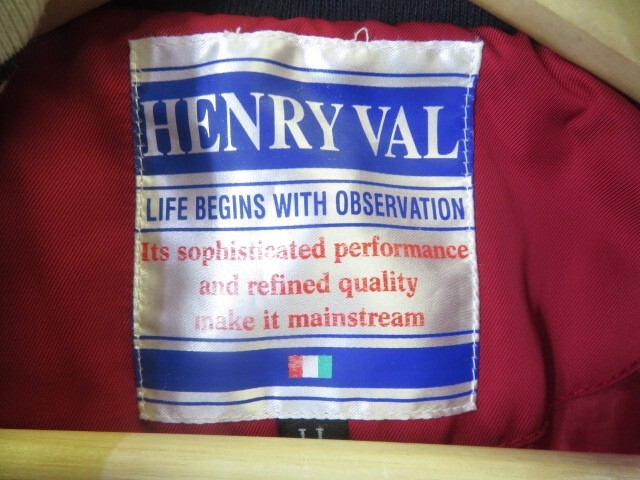 HENRY VAL
LIFE BEGINS WITH OBSERVATION
Its sophisticated performance
and refined quality
make it mainstream